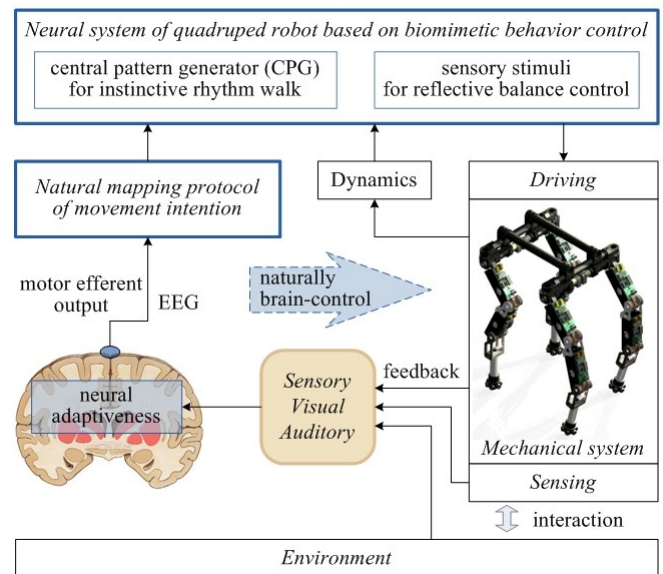 Neural system of quadruped robot based on biomimetic behavior control
central pattern generator (CPG)
for instinctive rhythm walk
sensory stimuli
for reflective balance control
Natural mapping protocol
of movement intention
Dynamics
Driving
motor efferent
output
EEG
naturally
brain-control
neural
adaptiveness
Sensory
Visual
Auditory
feedback
Mechanical system
Sensing
interaction
Environment